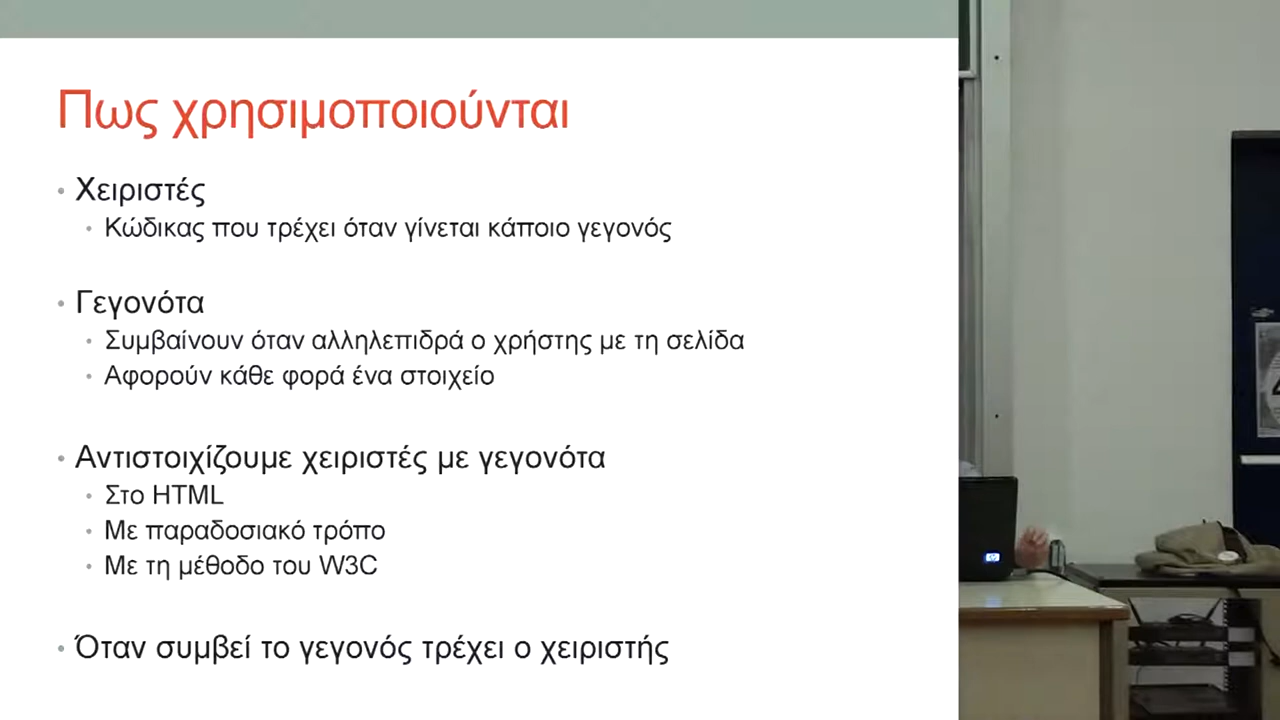 Πως χρησιμοποιούνται
• Χειριστές
• Κώδικας που τρέχει όταν γίνεται κάποιο γεγονός
• Γεγονότα
• Συμβαίνουν όταν αλληλεπιδρά ο χρήστης με τη σελίδα
• Αφορούν κάθε φορά ένα στοιχείο
• Αντιστοιχίζουμε χειριστές με γεγονότα
• Στο HTML
• Με παραδοσιακό τρόπο
• Με τη μέθοδο του W3C
• Όταν συμβεί το γεγονός τρέχει ο χειριστής
hp